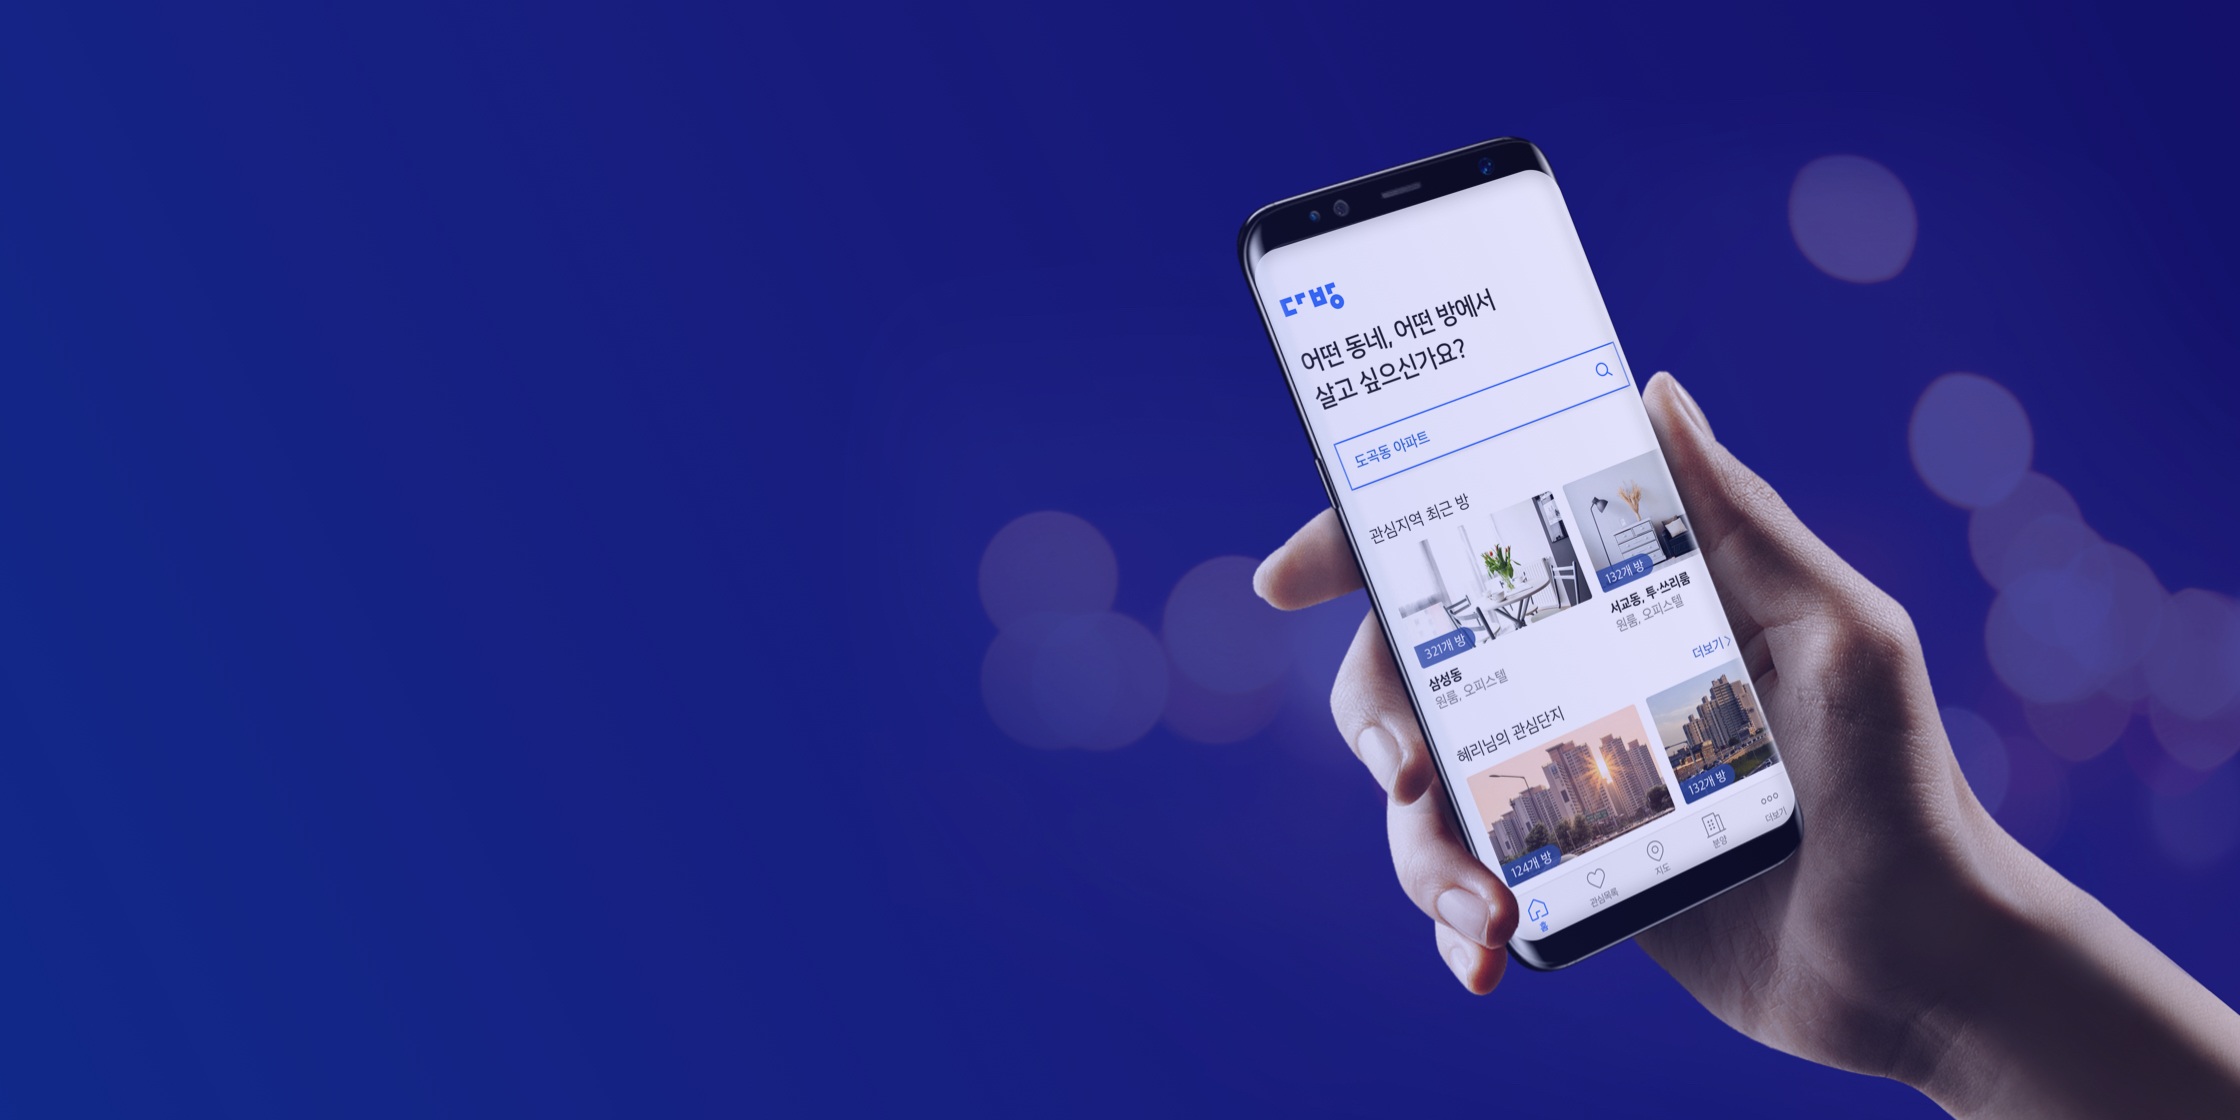 다방
어떤 동네, 어떤 방에서
살고 싶으신가요?
도곡동 아파트
관심지역 최근 방
321개 방
삼성동
원룸, 오피스텔
132개 방
서교동, 투·쓰리룸
원룸, 오피스텔
더보기
혜리님의 관심단지
124개 방
132개 방
홈
관심목록
지도
분양
더보기